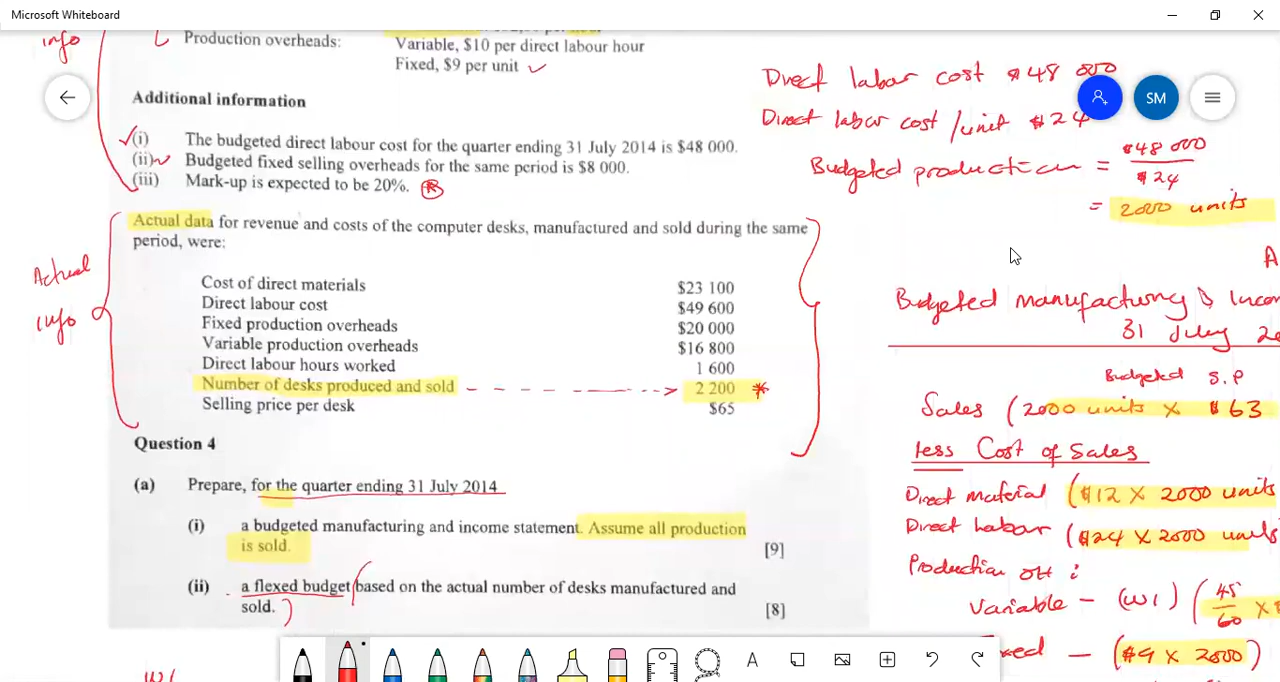 Microsoft Whiteboard
info
Production overheads: Variable, $10 per direct labour hour
Fixed, $9 per unit
Additional information
(i) The budgeted direct labour cost for the quarter ending 31 July 2014 is $48 000.
(ii) Budgeted fixed selling overheads for the same period is $8 000.
(iii) Mark-up is expected to be 20%.
Actual data for revenue and costs of the computer desks, manufactured and sold during the same
period, were:
Actual
info
Cost of direct materials $23 100
Direct labour cost $49 600
Fixed production overheads $20 000
Variable production overheads $16 800
Direct labour hours worked 1 600
Number of desks produced and sold 2 200 *
Selling price per desk $65
Question 4
(a) Prepare, for the quarter ending 31 July 2014
(i) a budgeted manufacturing and income statement. Assume all production
is sold. [9]
(ii) a flexed budget (based on the actual number of desks manufactured and
sold. ) [8]
W1
Direct labor cost $48 000
Direct labor cost /unit $24
SM
Budgeted production = $48 000
$24
= 2000 units
A
Budgeted manufacturing & Inco
31 July 2
Budgeted S.P
Sales (2000 units x $63
less Cost of Sales
Direct material ($12 x 2000 units
Direct Labour ($24 x 2000 units
Production OH :
Variable - (W1) (45
60 x
ed - ($9 x 2000)
A